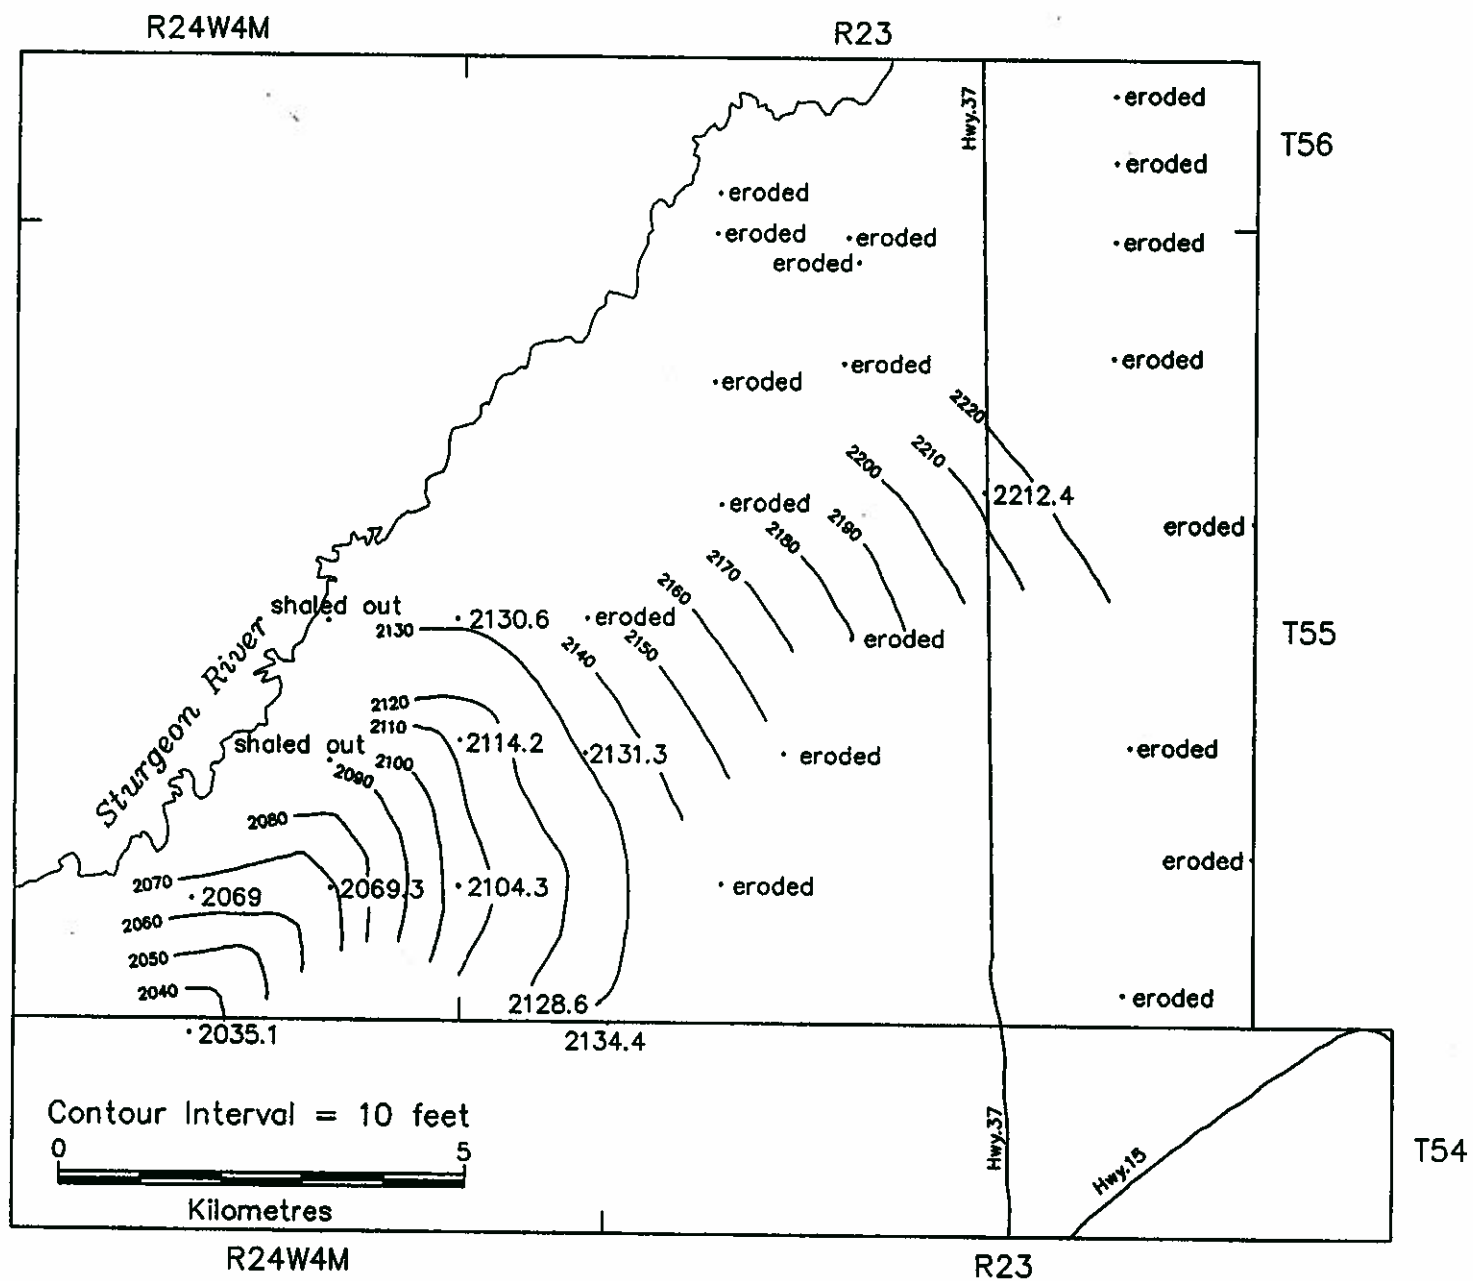 R24W4M
R23
Hwy.37
eroded
T56
eroded
eroded
eroded
eroded
eroded
eroded
eroded
eroded
eroded
2220
2210
2200
2212.4
eroded
2190
eroded
2180
2170
2160
shaled out
2130.6
eroded
2130
2150
2140
eroded
T55
Sturgeon River
2120
2110
2114.2
shaled out
2131.3
eroded
eroded
2100
2090
2080
eroded
2070
2069
2069.3
2104.3
eroded
2060
2050
2040
2128.6
eroded
2035.1
2134.4
Contour Interval = 10 feet
0 5
Kilometres
Hwy.37
Hwy.15
T54
R24W4M
R23